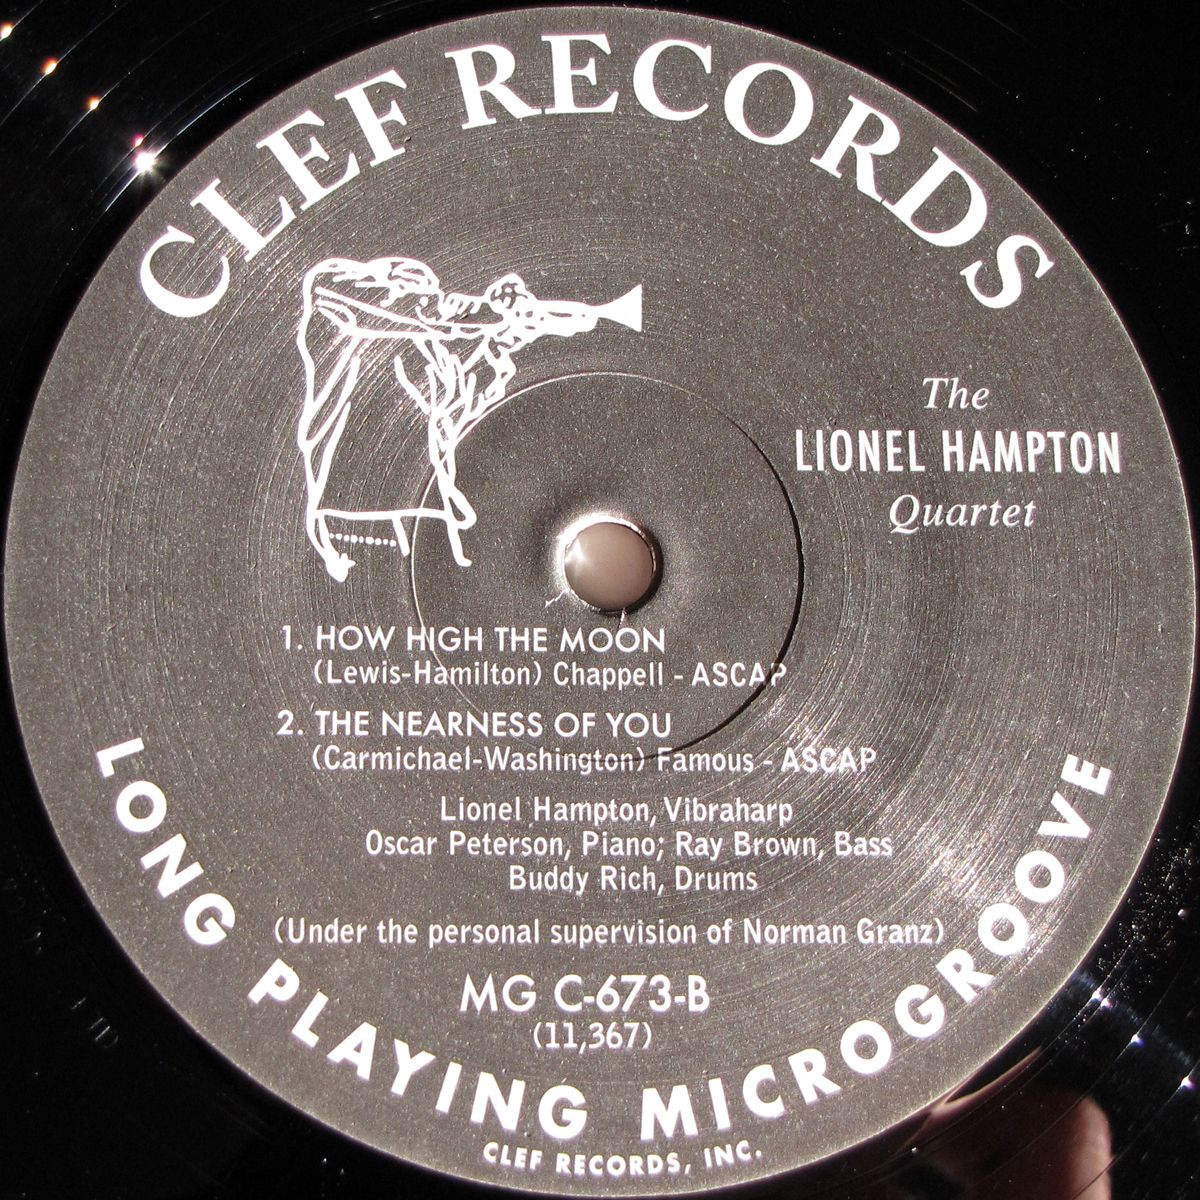 CLEF RECORDS
The
LIONEL HAMPTON
Quartet
1. HOW HIGH THE MOON
(Lewis-Hamilton) Chappell - ASCAP
2. THE NEARNESS OF YOU
(Carmichael-Washington) Famous - ASCAP
Lionel Hampton, Vibraharp
Oscar Peterson, Piano; Ray Brown, Bass
Buddy Rich, Drums
(Under the personal supervision of Norman Granz)
MG C-673-B
(11,367)
LONG PLAYING MICROGROOVE
CLEF RECORDS, INC.